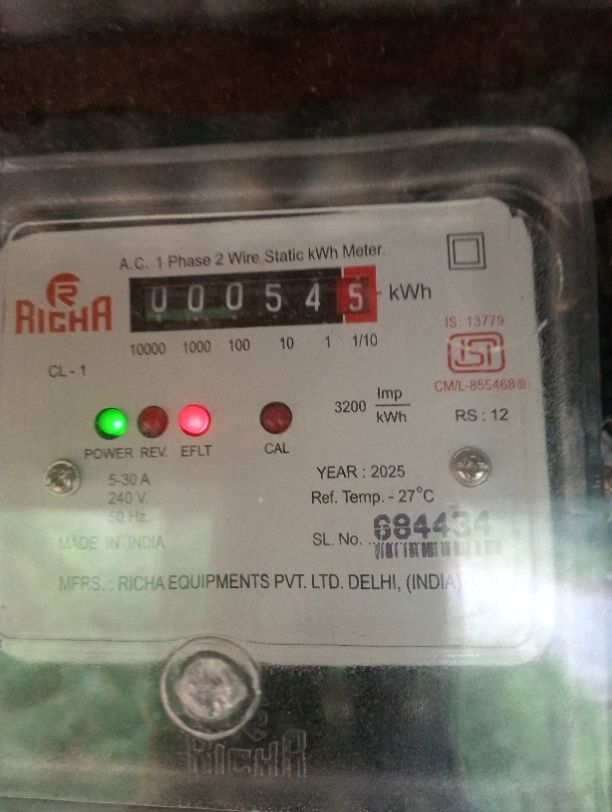 A.C. 1 Phase 2 Wire Static kWh Meter
RICHA
0 0 0 5 4 5 kWh
10000 1000 100 10 1 1/10
IS: 13779
ISI
CM/L-855468
CL - 1
3200 Imp/kWh
RS : 12
POWER REV. EFLT CAL
5-30 A
240 V.
50 Hz.
MADE IN INDIA
YEAR : 2025
Ref. Temp. - 27°C
SL. No. 684434
MFRS. : RICHA EQUIPMENTS PVT. LTD. DELHI, (INDIA)
RICHA